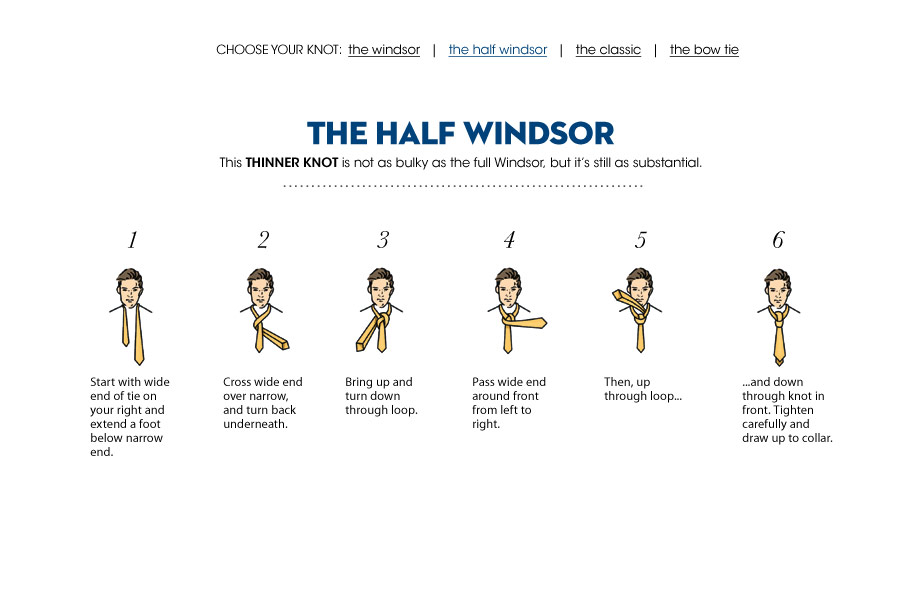 CHOOSE YOUR KNOT: the windsor | the half windsor | the classic | the bow tie
THE HALF WINDSOR
This THINNER KNOT is not as bulky as the full Windsor, but it's still as substantial.
1
2
3
4
5
6
Start with wide
end of tie on
your right and
extend a foot
below narrow
end.
Cross wide end
over narrow,
and turn back
underneath.
Bring up and
turn down
through loop.
Pass wide end
around front
from left to
right.
Then, up
through loop...
...and down
through knot in
front. Tighten
carefully and
draw up to collar.